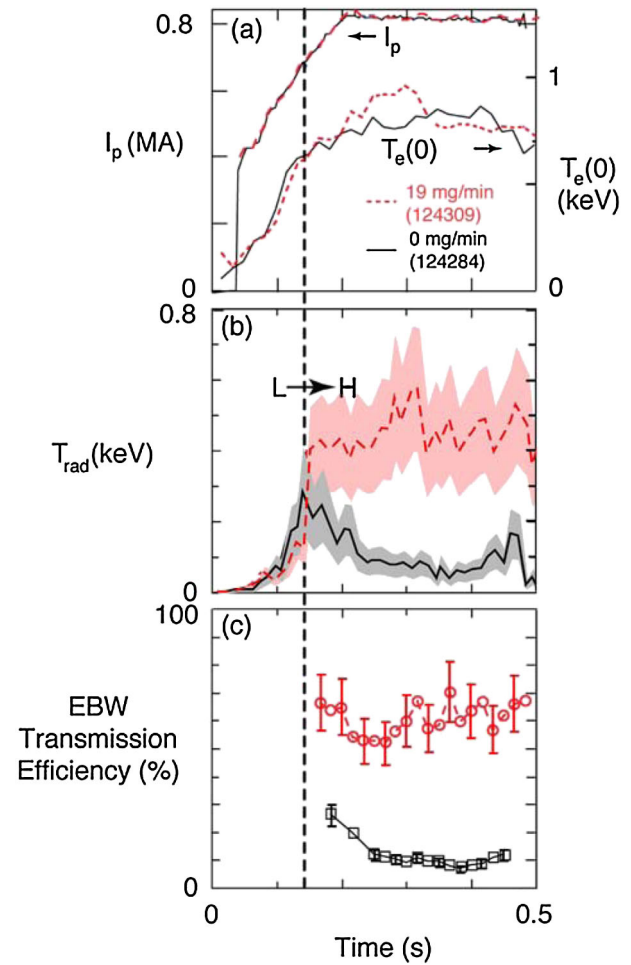 (a)
0.8
I_p
1
I_p (MA)
T_e(0)
T_e(0)
(keV)
19 mg/min
(124309)
0 mg/min
(124284)
0
0
0.8
(b)
L H
T_rad(keV)
0
100
(c)
EBW
Transmission
Efficiency (%)
0
0 0.5
Time (s)